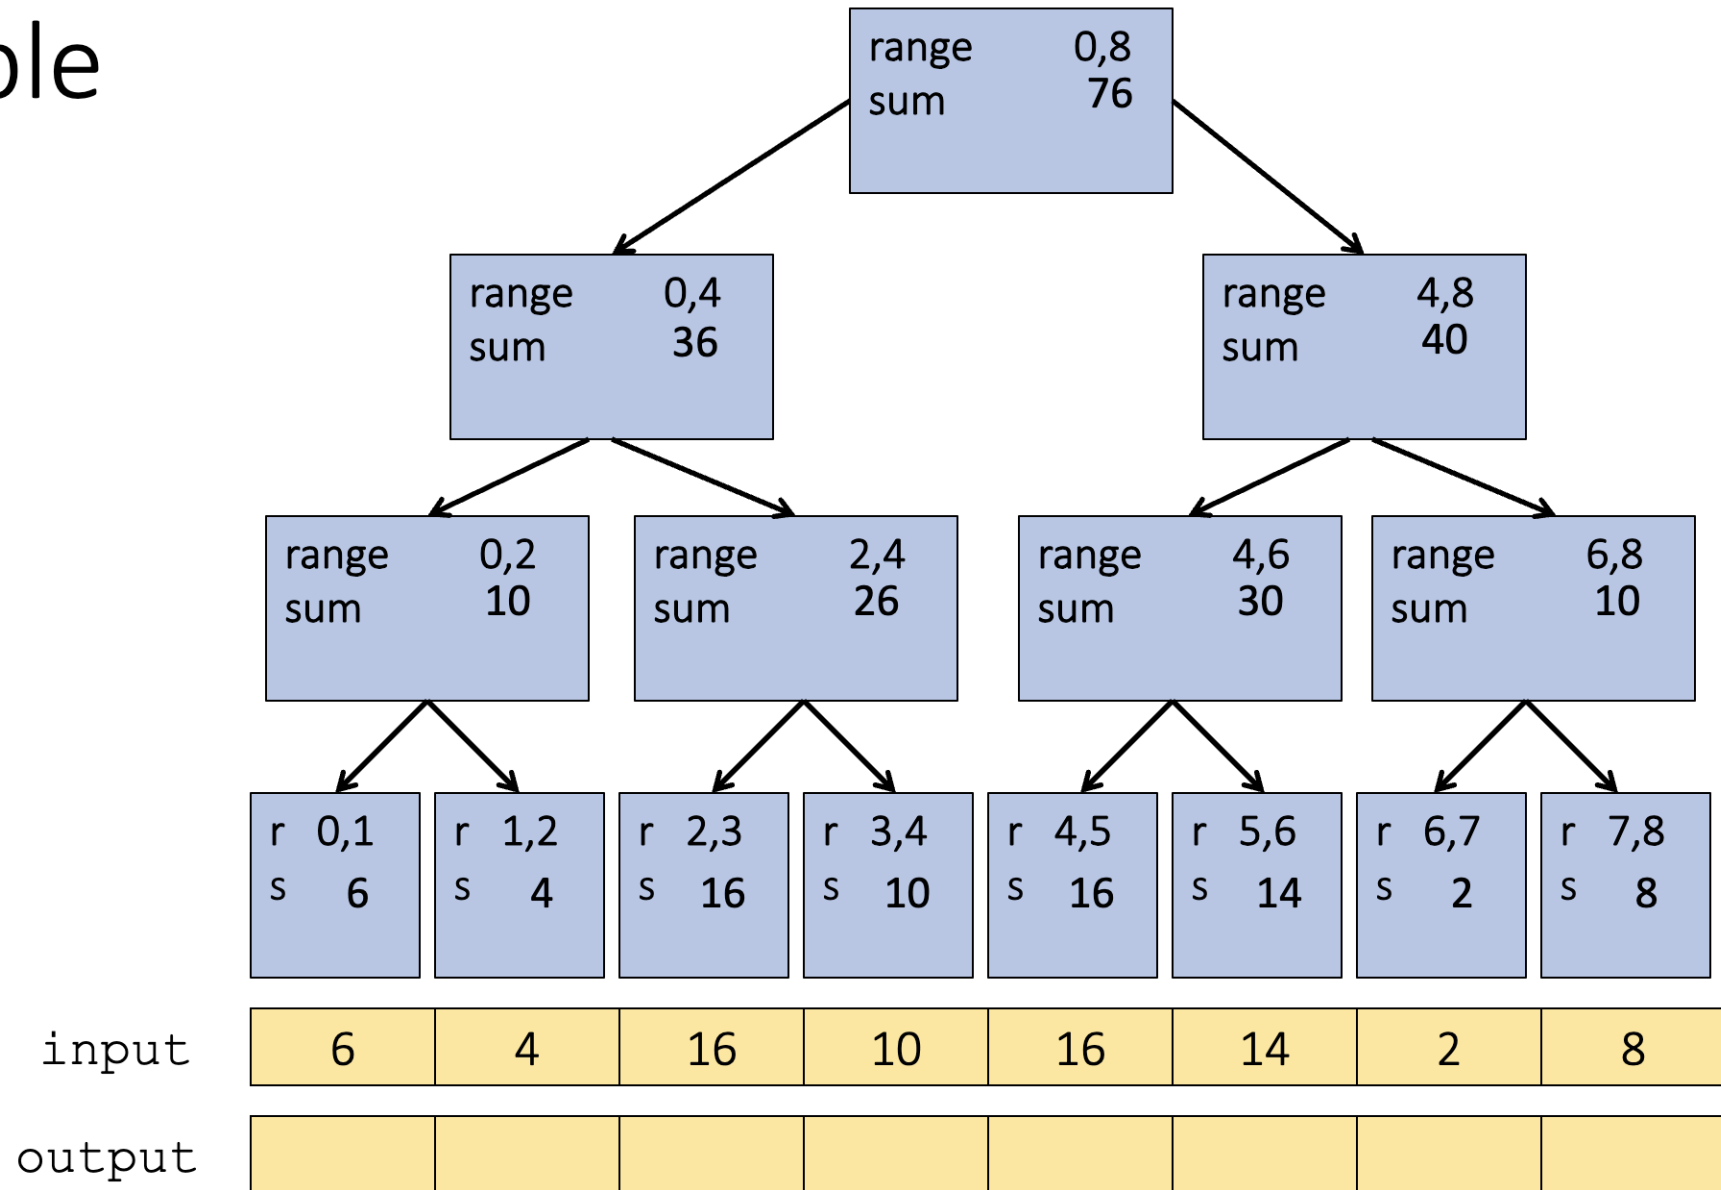 ple
range 0,8
sum 76
range 0,4
sum 36
range 4,8
sum 40
range 0,2
sum 10
range 2,4
sum 26
range 4,6
sum 30
range 6,8
sum 10
r 0,1
s 6
r 1,2
s 4
r 2,3
s 16
r 3,4
s 10
r 4,5
s 16
r 5,6
s 14
r 6,7
s 2
r 7,8
s 8
input 6 4 16 10 16 14 2 8
output